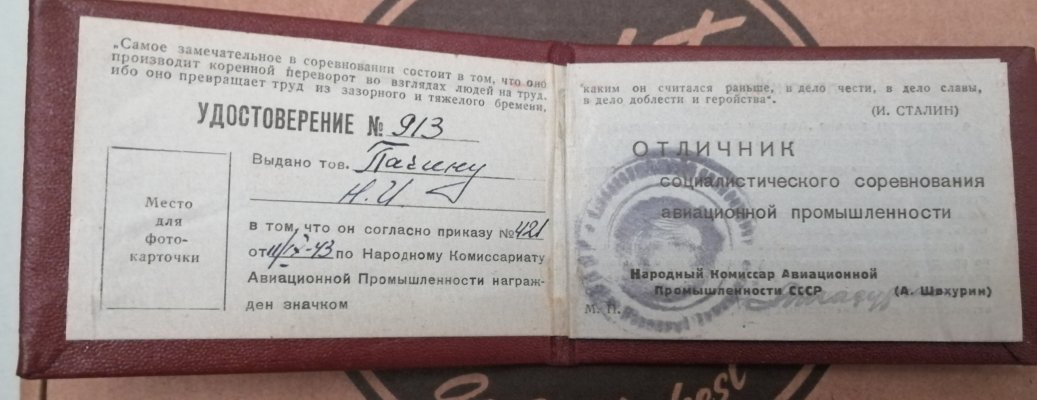 „Самое замечательное в соревновании состоит в том, что оно
производит коренной переворот во взглядах людей на труд.
ибо оно превращает труд из зазорного и тяжелого бремени,
УДОСТОВЕРЕНИЕ № 913
Выдано тов. Пачину
Н. И.
Место
для
фото-
карточки
в том, что он согласно приказу № 421
от 11/IX-43 по Народному Комиссариату
Авиационной Промышленности награж-
ден значком
каким он считался раньше, в дело чести, в дело славы,
в дело доблести и геройства“.
(И. СТАЛИН)
ОТЛИЧНИК
социалистического соревнования
авиационной промышленности
Народный Комиссар Авиационной
Промышленности СССР (А. Шахурин)
М. П.